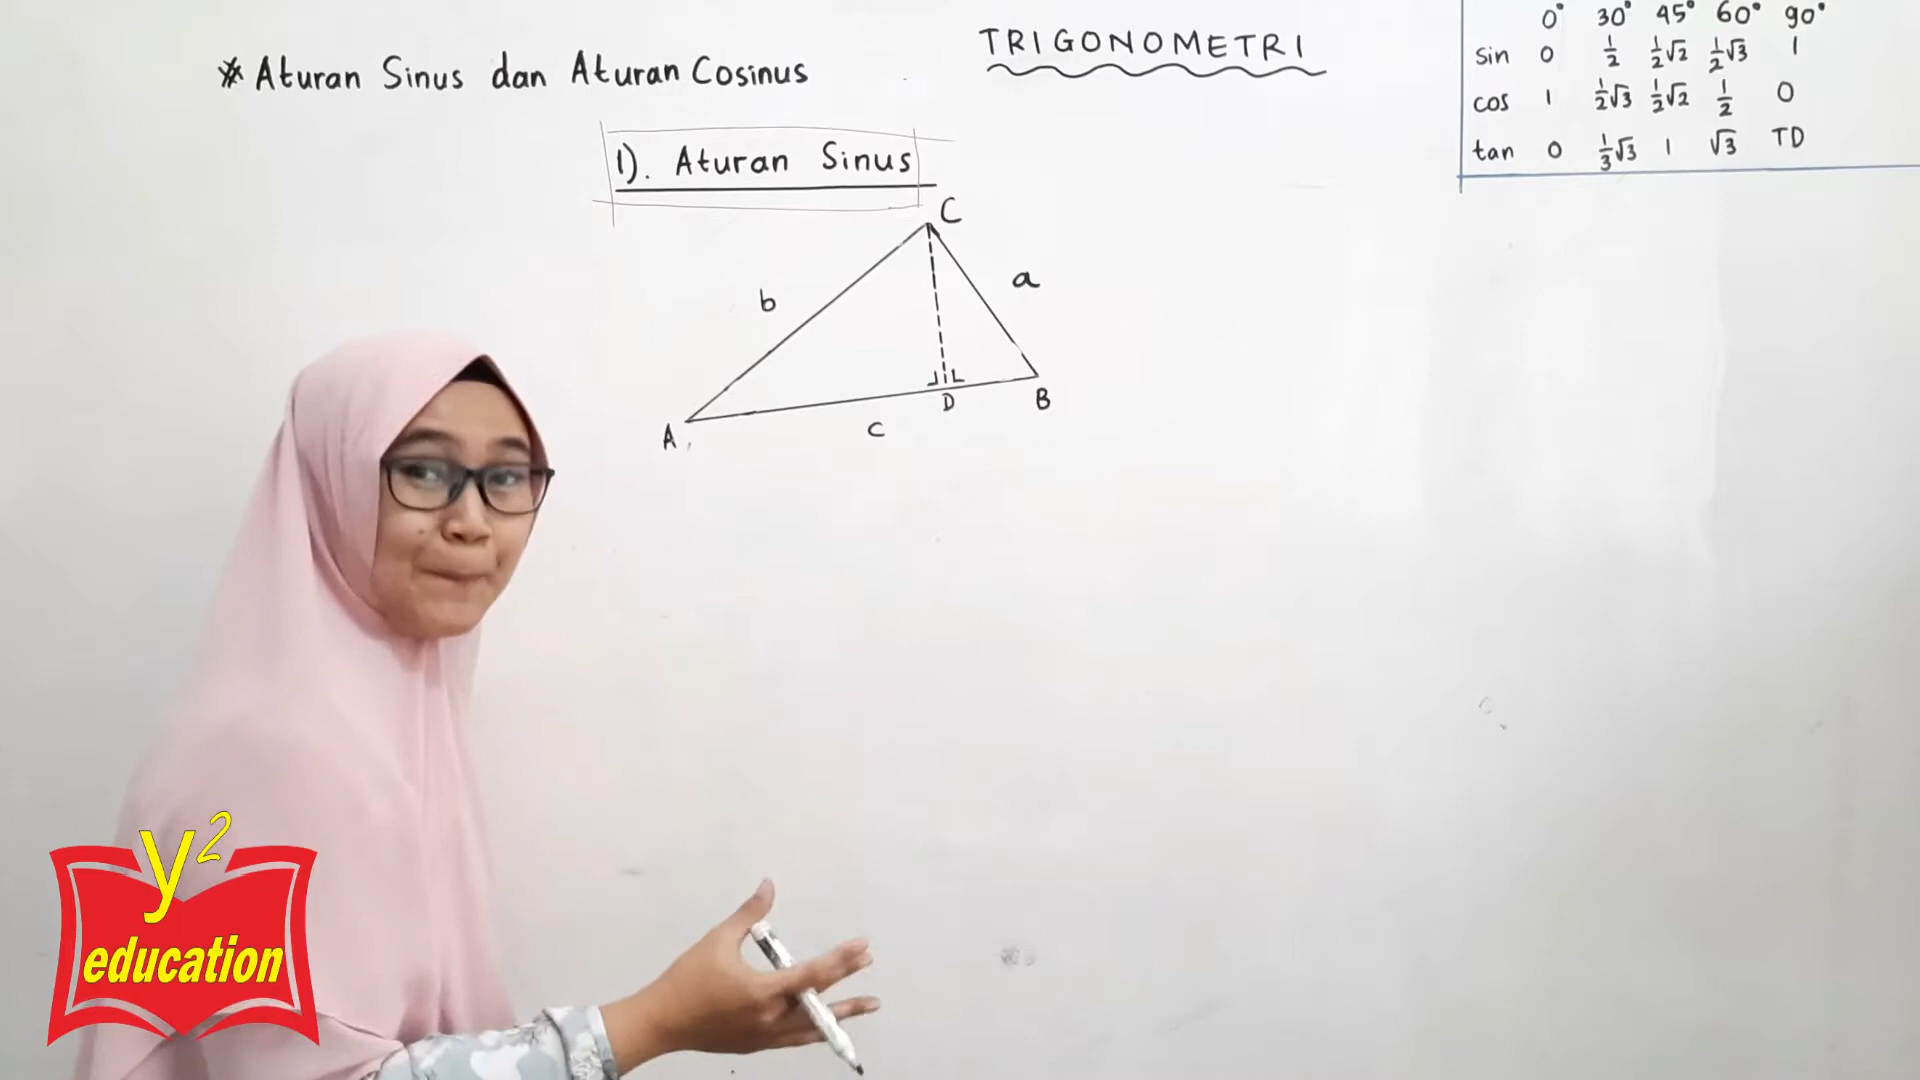 TRIGONOMETRI
* Aturan Sinus dan Aturan Cosinus
1). Aturan Sinus
C
b
a
A
c
D
B
0° 30° 45° 60° 90°
sin 0 1/2 1/2√2 1/2√3 1
cos 1 1/2√3 1/2√2 1/2 0
tan 0 1/3√3 1 √3 TD
y²
education